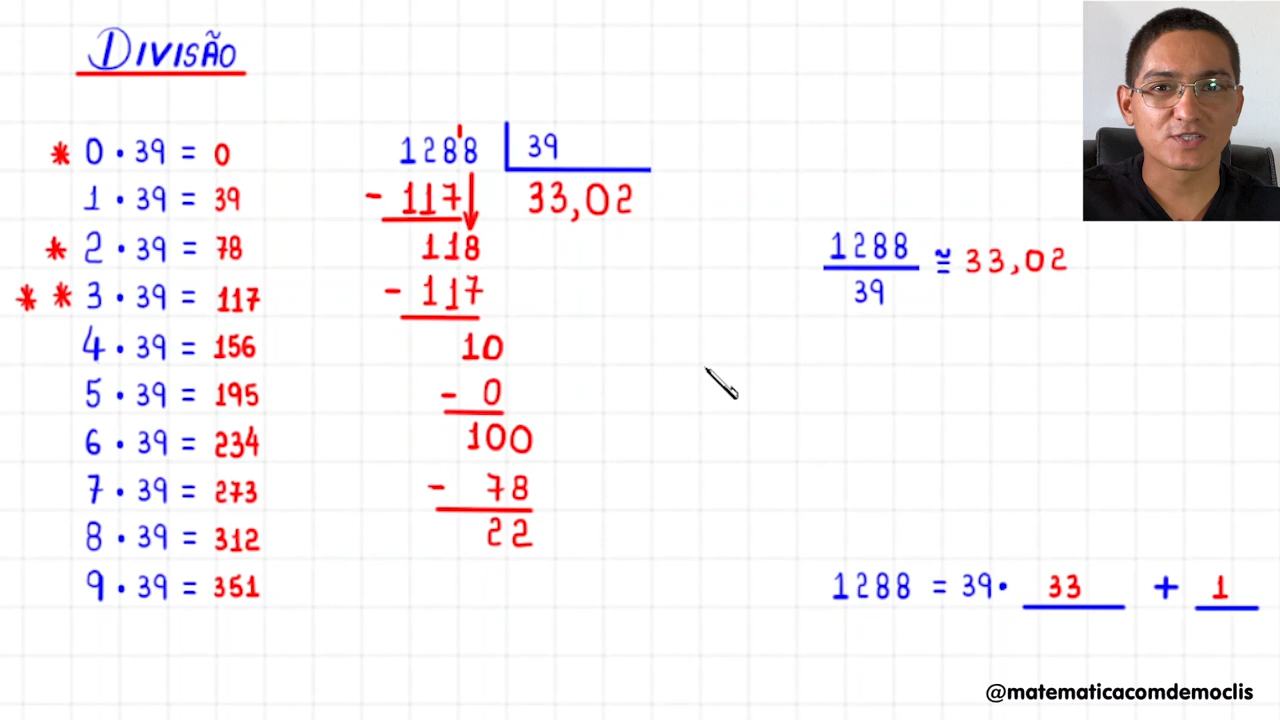 DIVISÃO
* 0 · 39 = 0
1 · 39 = 39
* 2 · 39 = 78
* * 3 · 39 = 117
4 · 39 = 156
5 · 39 = 195
6 · 39 = 234
7 · 39 = 273
8 · 39 = 312
9 · 39 = 351
128'8 39
- 117 33,02
118
- 117
10
- 0
100
- 78
22
1288
39
≅ 33,02
1288 = 39 · 33 + 1
@matematicacomdemoclis